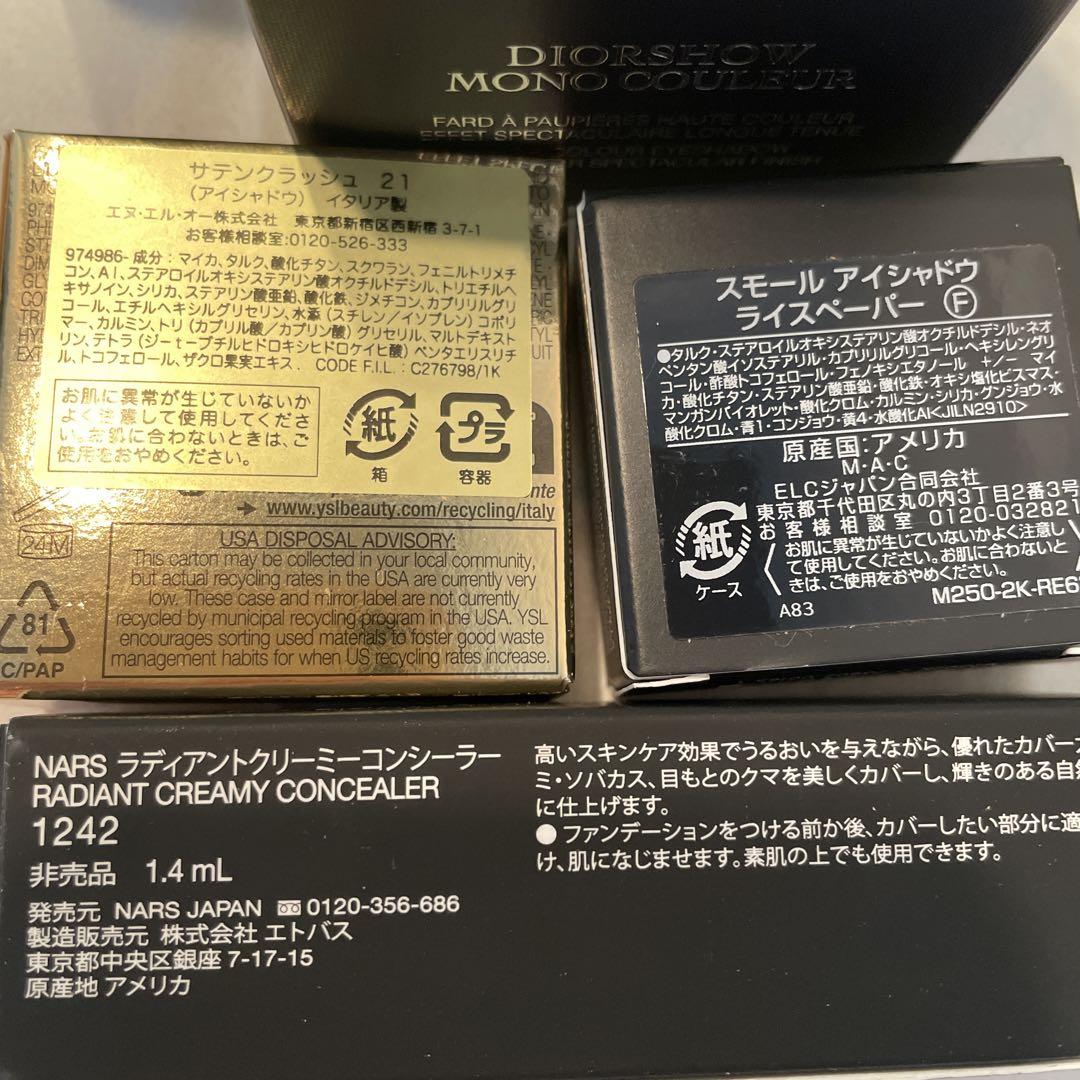 DIORSHOW
MONO COULEUR
FARD À PAUPIÈRES HAUTE COULEUR
EFFET SPECTACULAIRE LONGUE TENUE
COLOUR EYESHADOW
SPECTACULAR FINISH
サテンクラッシュ 21
(アイシャドウ) イタリア製
エヌ・エル・オー株式会社 東京都新宿区西新宿 3-7-1
お客様相談室:0120-526-333
974986- 成分:マイカ、タルク、酸化チタン、スクワラン、フェニルトリメチ
コン、AI、ステアロイルオキシステアリン酸オクチルドデシル、トリエチルヘ
キサノイン、シリカ、ステアリン酸亜鉛、酸化鉄、ジメチコン、カプリリルグリ
コール、エチルヘキシルグリセリン、水添(スチレン/イソプレン)コポリ
マー、カルミン、トリ(カプリル酸/カプリン酸)グリセリル、マルトデキスト
リン、テトラ(ジーtーブチルヒドロキシヒドロケイヒ酸)ペンタエリスリチ
ル、トコフェロール、ザクロ果実エキス、 CODE F.I.L. : C276798/1K
お肌に異常が生じていないか
よく注意して使用してくださ
い。お肌に合わないときは、ご
使用をおやめください。
紙
箱
プラ
容器
24M
www.yslbeauty.com/recycling/italy
USA DISPOSAL ADVISORY:
This carton may be collected in your local community,
but actual recycling rates in the USA are currently very
low. These case and mirror label are not currently
recycled by municipal recycling program in the USA. YSL
encourages sorting used materials to foster good waste
management habits for when US recycling rates increase.
81
C/PAP
スモール アイシャドウ
ライスペーパー F
●タルク・ステアロイルオキシステアリン酸オクチルドデシル・ネオ
ペンタン酸イソステアリル・カプリリルグリコール・ヘキシレングリ
コール・酢酸トコフェロール・フェノキシエタノール +/− マイ
カ・酸化チタン・ステアリン酸亜鉛・酸化鉄・オキシ塩化ビスマス・
マンガンバイオレット・酸化クロム・カルミン・シリカ・グンジョウ・水
酸化クロム・青1・コンジョウ・黄4・水酸化Al<JILN2910>
原産国:アメリカ
M・A・C
ELCジャパン合同会社
東京都千代田区丸の内3丁目2番3号
お客様相談室 0120-032821
お肌に異常が生じていないかよく注意し
て使用してください。お肌に合わないと
きは、ご使用をおやめください。
紙
ケース
A83
M250-2K-RE6
NARS ラディアントクリーミーコンシーラー
RADIANT CREAMY CONCEALER
1242
非売品 1.4 mL
発売元 NARS JAPAN 0120-356-686
製造販売元 株式会社 エトバス
東京都中央区銀座 7-17-15
原産地 アメリカ
高いスキンケア効果でうるおいを与えながら、優れたカバー
ミ・ソバカス、目もとのクマを美しくカバーし、輝きのある自然
に仕上げます。
● ファンデーションをつける前か後、カバーしたい部分に適
け、肌になじませます。素肌の上でも使用できます。